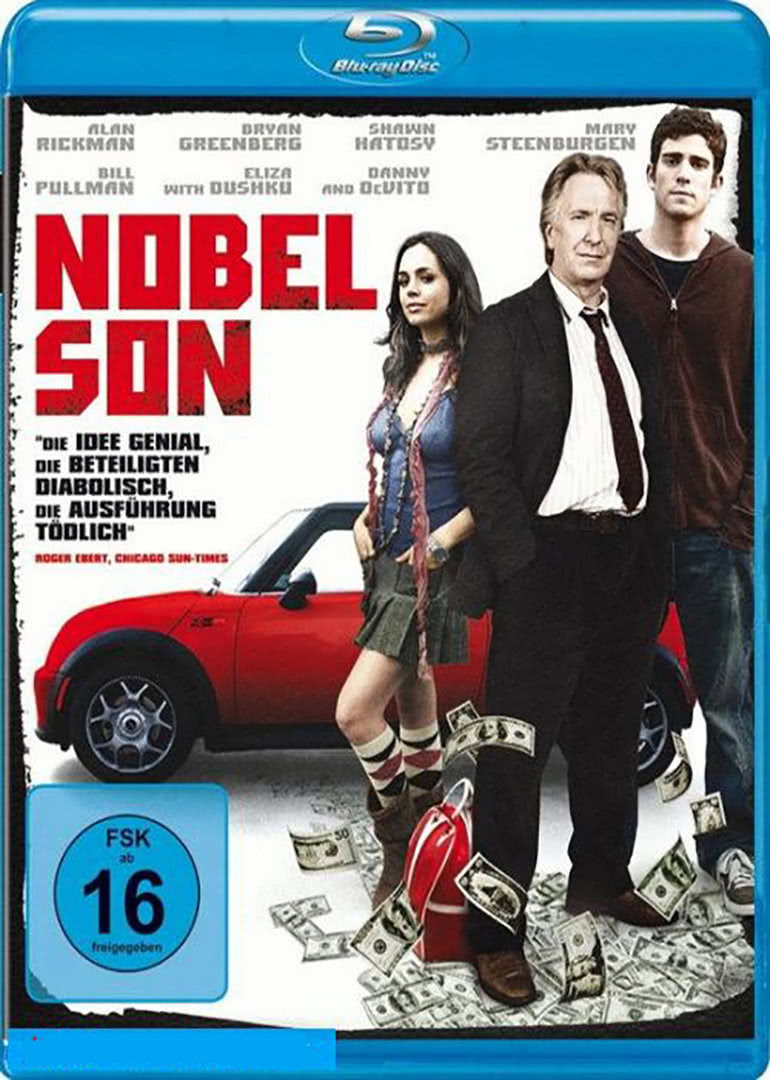 Blu-ray Disc™
ALAN RICKMAN
BRYAN GREENBERG
SHAWN HATOSY
MARY STEENBURGEN
BILL PULLMAN
WITH ELIZA DUSHKU
AND DANNY DeVITO
NOBEL
SON
"DIE IDEE GENIAL,
DIE BETEILIGTEN
DIABOLISCH,
DIE AUSFÜHRUNG
TÖDLICH"
ROGER EBERT, CHICAGO SUN-TIMES
FSK
ab
16
freigegeben
50